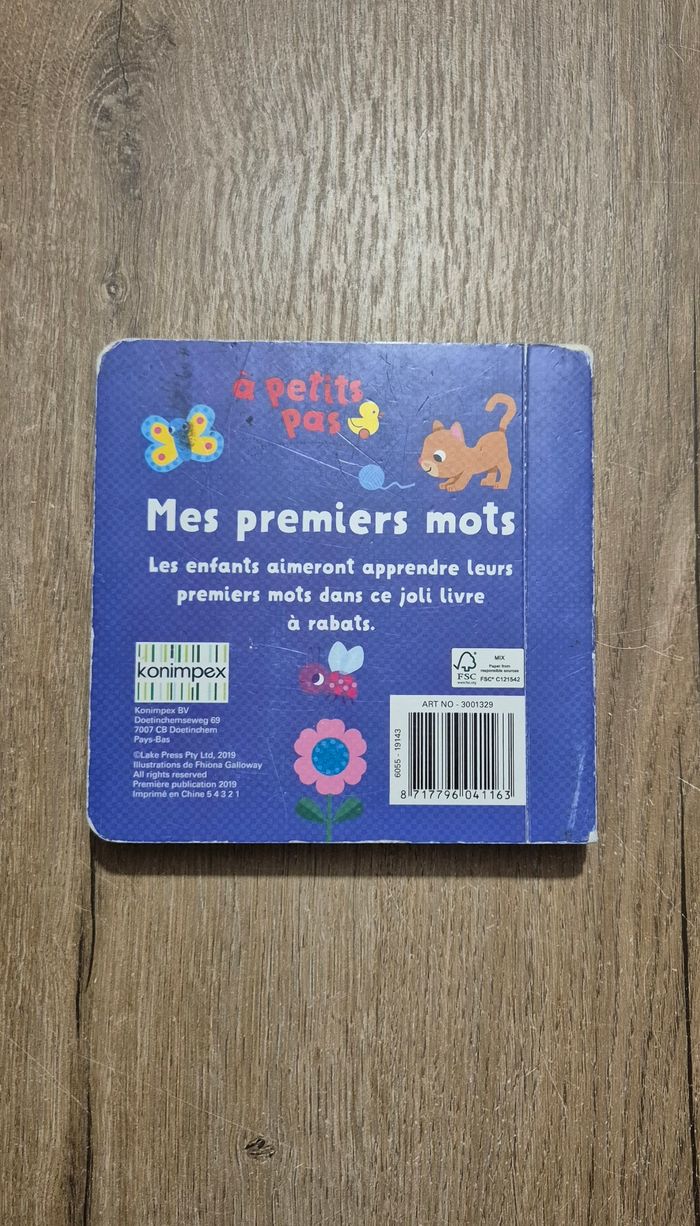 à petits
pas
Mes premiers mots
Les enfants aimeront apprendre leurs
premiers mots dans ce joli livre
à rabats.
konimpex
Konimpex BV
Doetinchemseweg 69
7007 CB Doetinchem
Pays-Bas
©Lake Press Pty Ltd, 2019
Illustrations de Fhiona Galloway
All rights reserved
Première publication 2019
Imprimé en Chine 5 4 3 2 1
FSC
www.fsc.org
MIX
Paper from
responsible sources
FSC® C121542
ART NO - 3001329
6055 - 19143
8 717796 041163